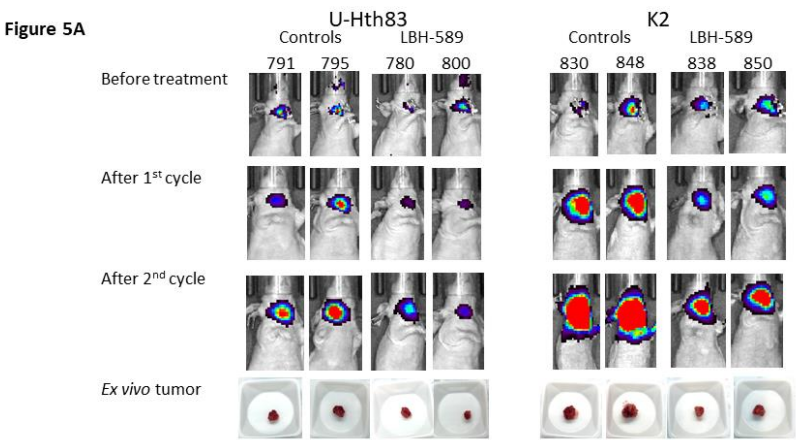 Figure 5A
U-Hth83 K2
Controls LBH-589 Controls LBH-589
791 795 780 800 830 848 838 850
Before treatment
After 1st cycle
After 2nd cycle
Ex vivo tumor